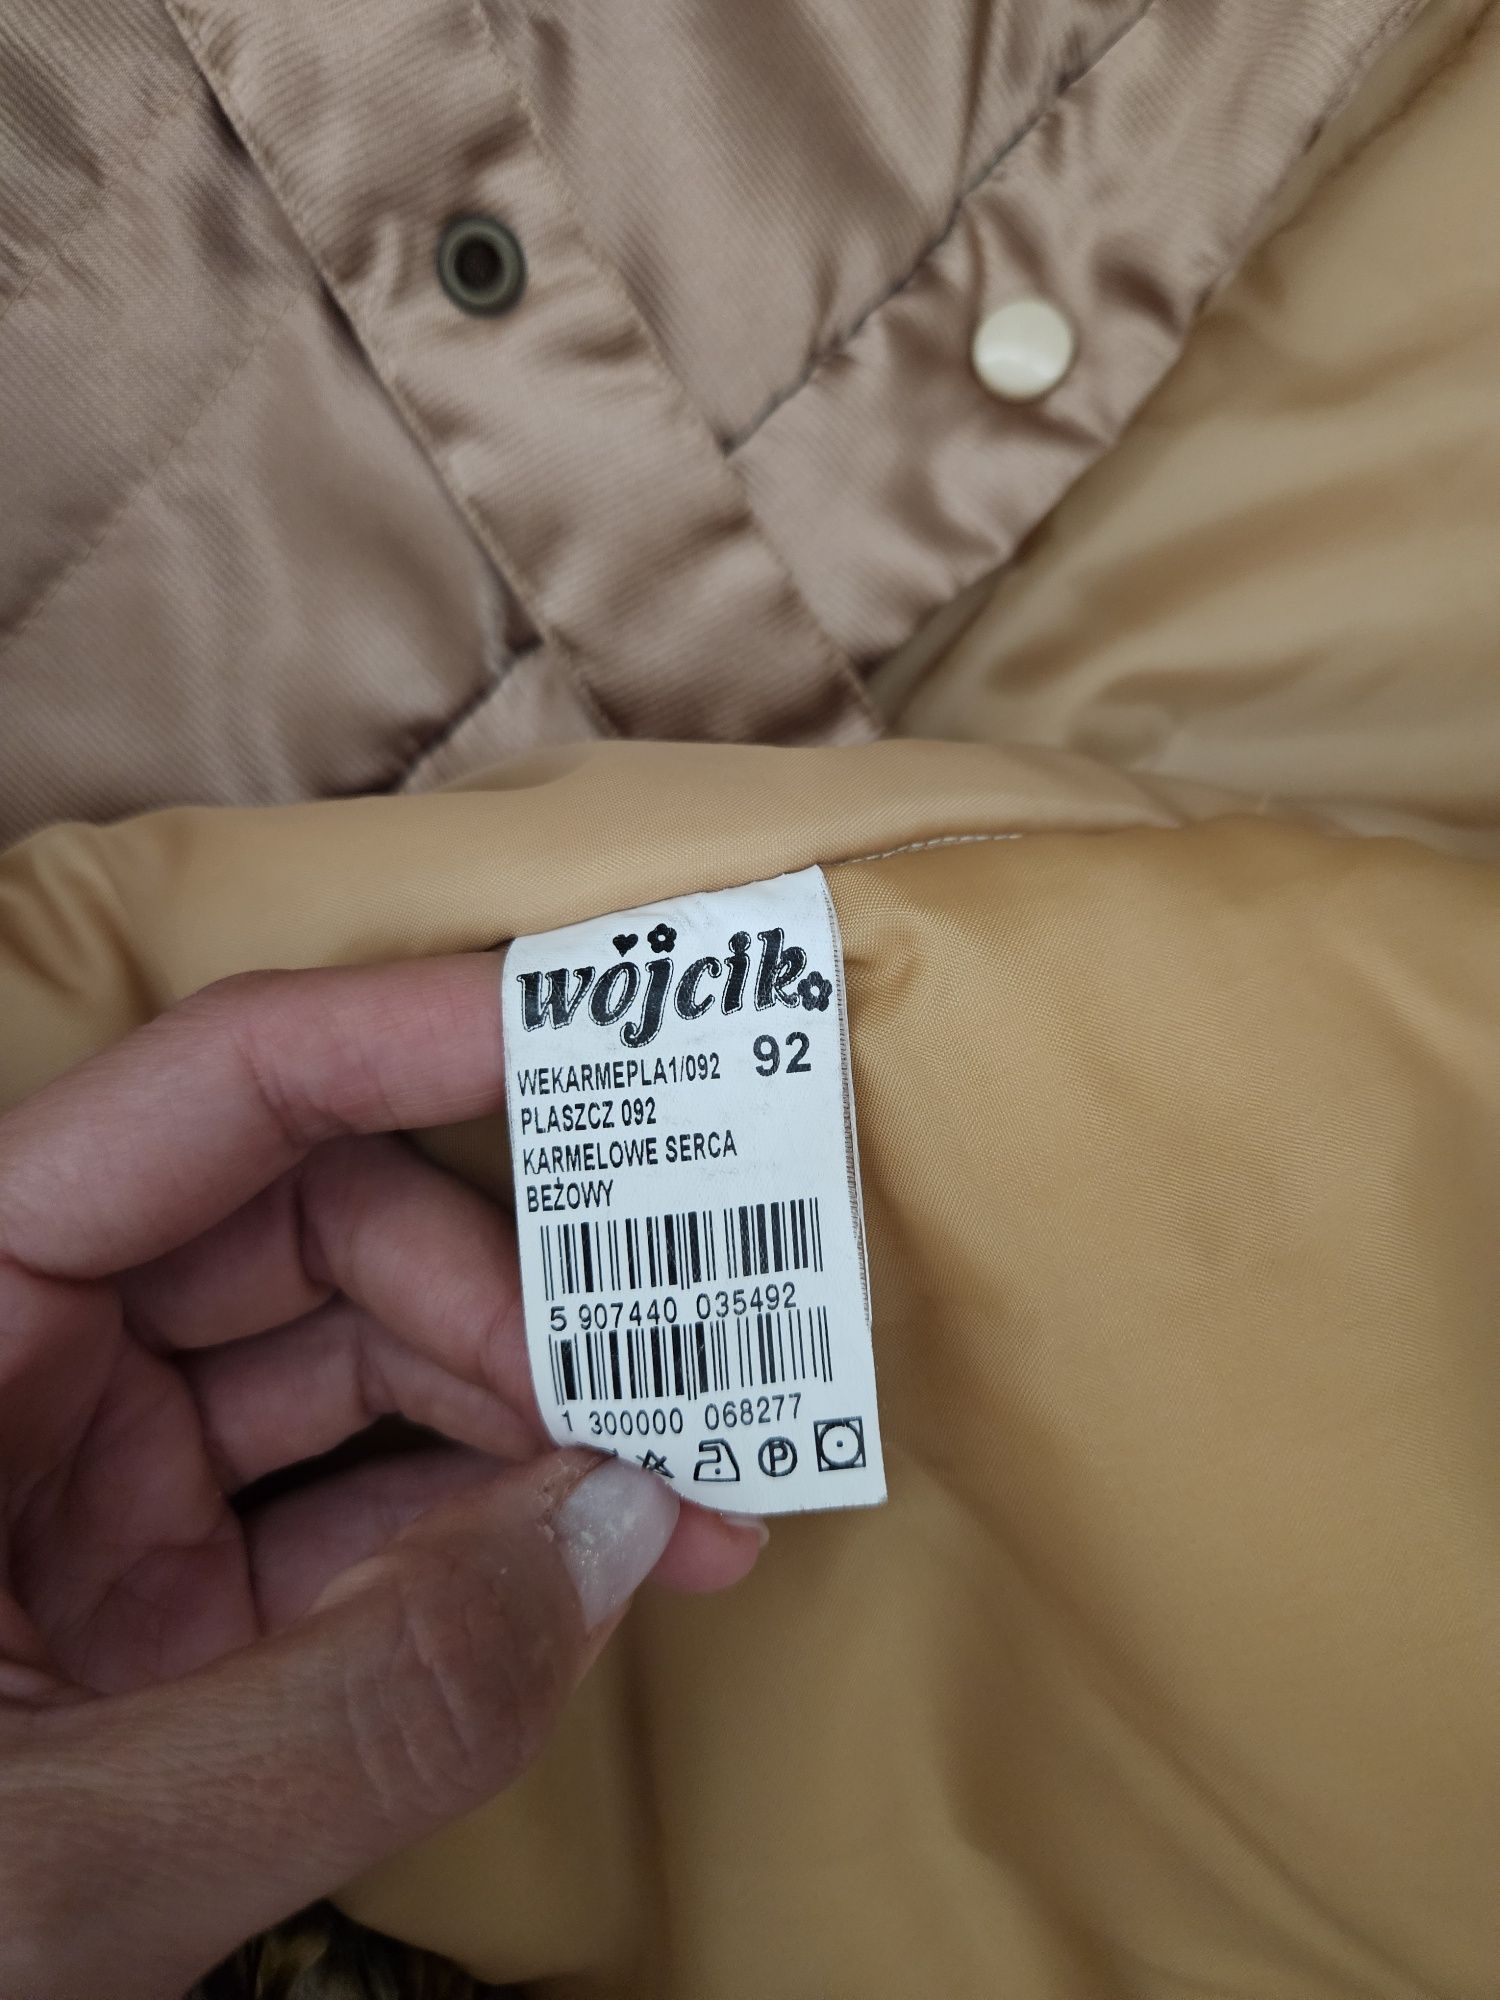 wójcik
92
WEKARMEPLA1/092
PLASZCZ 092
KARMELOWE SERCA
BEŻOWY
5 907440 035492
1 300000 068277
P